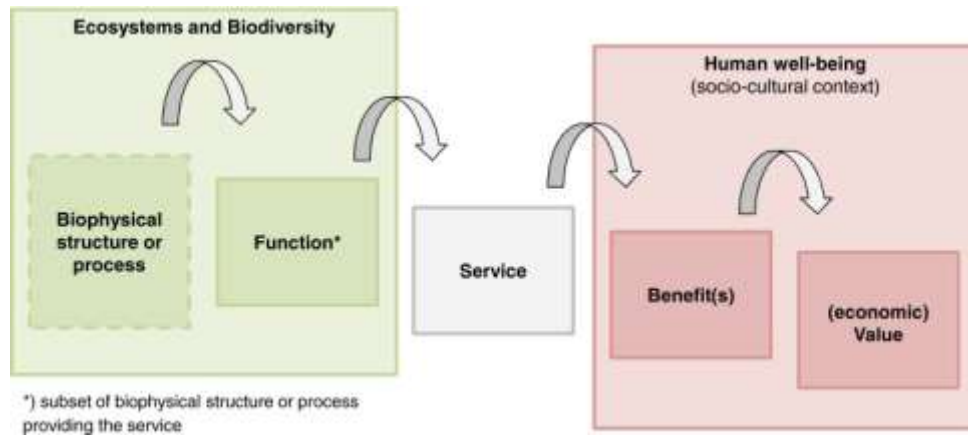 Ecosystems and Biodiversity
Human well-being
(socio-cultural context)
Biophysical
structure or
process
Function*
Service
Benefit(s)
(economic)
Value
*) subset of biophysical structure or process
providing the service